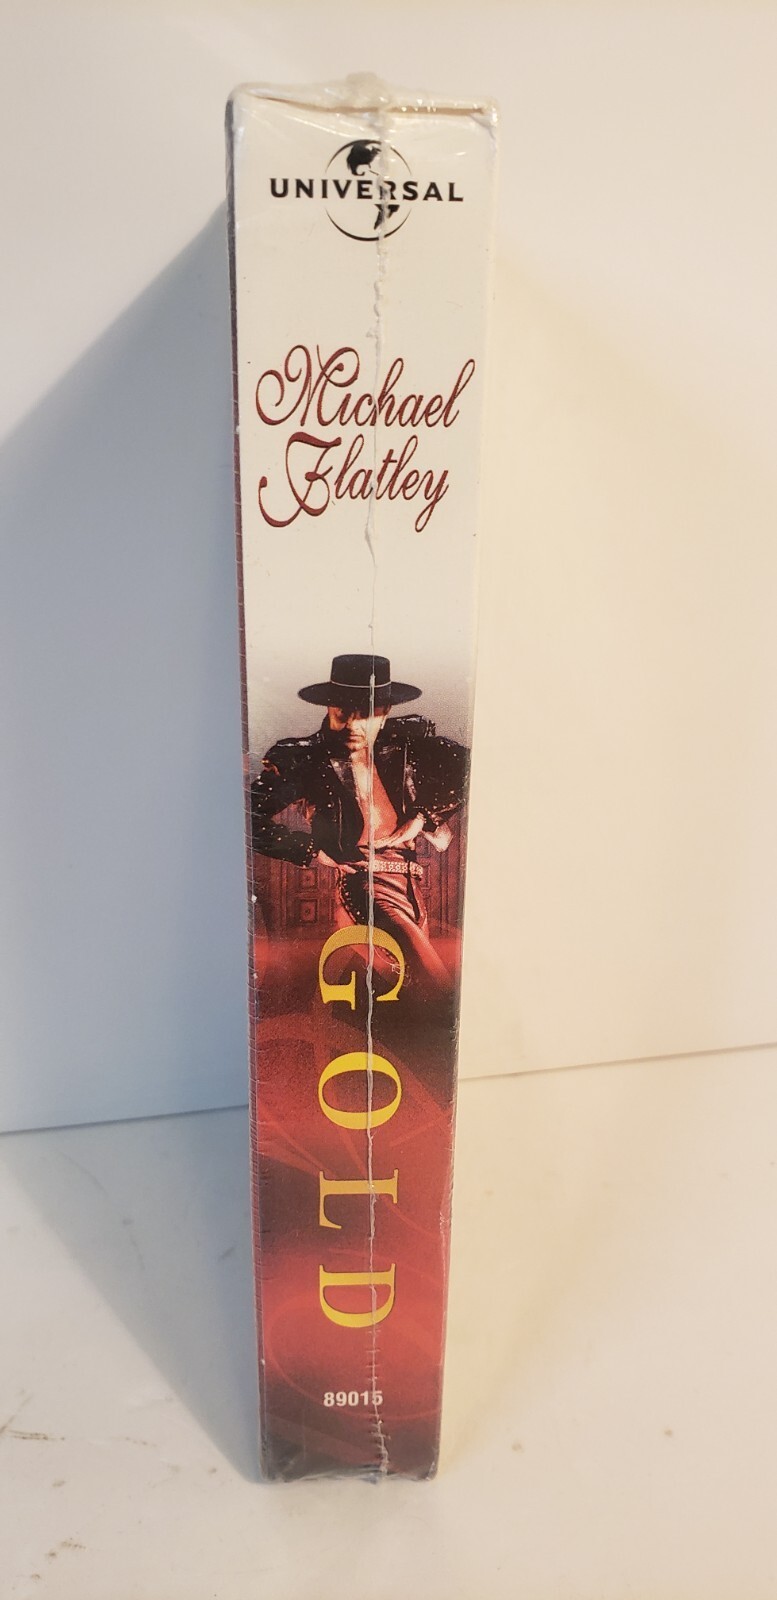 UNIVERSAL
Michael
Flatley
GOLD
89015